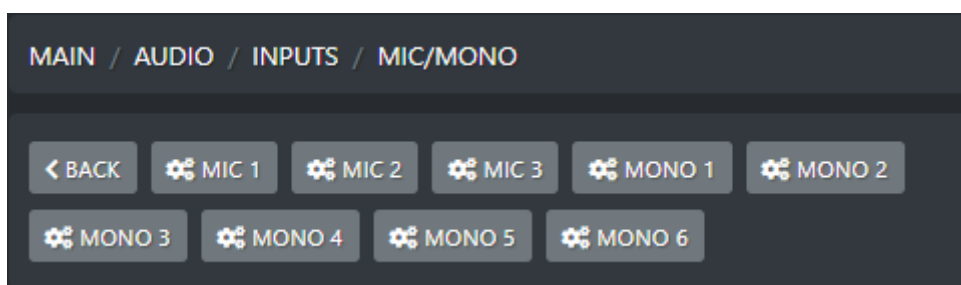 MAIN / AUDIO / INPUTS / MIC/MONO
BACK MIC 1 MIC 2 MIC 3 MONO 1 MONO 2
MONO 3 MONO 4 MONO 5 MONO 6